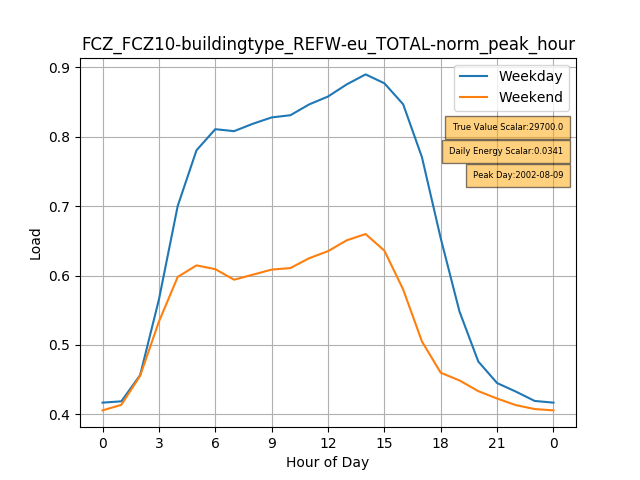 FCZ_FCZ10-buildingtype_REFW-eu_TOTAL-norm_peak_hour
Weekday
Weekend
True Value Scalar:29700.0
Daily Energy Scalar:0.0341
Peak Day:2002-08-09
0.9
0.8
0.7
0.6
0.5
0.4
Load
0 3 6 9 12 15 18 21 0
Hour of Day